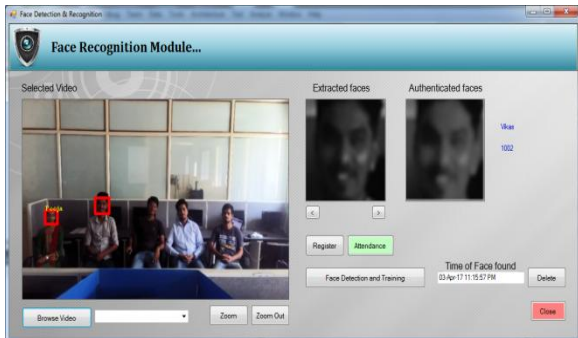 Face Detection & Recognition
Face Recognition Module...
Selected Video
Extracted faces
Authenticated faces
Vikas
1002
<
>
Register
Attendance
Face Detection and Training
Time of Face found
03-Apr-17 11:15:57 PM
Delete
Browse Video
Zoom
Zoom Out
Close